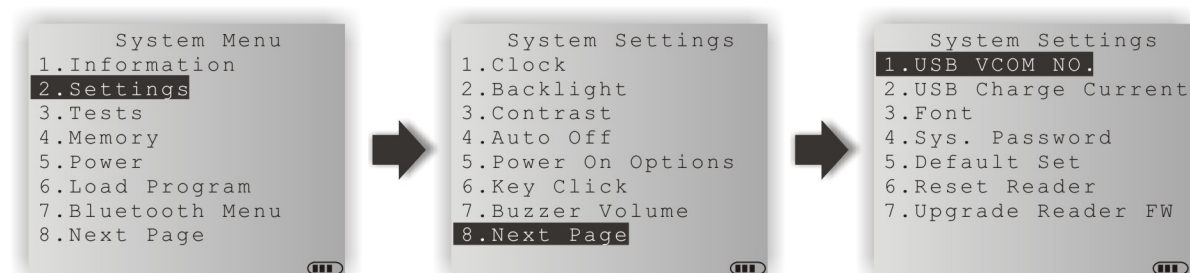 System Menu
1.Information
2.Settings
3.Tests
4.Memory
5.Power
6.Load Program
7.Bluetooth Menu
8.Next Page
System Settings
1.Clock
2.Backlight
3.Contrast
4.Auto Off
5.Power On Options
6.Key Click
7.Buzzer Volume
8.Next Page
System Settings
1.USB VCOM NO.
2.USB Charge Current
3.Font
4.Sys. Password
5.Default Set
6.Reset Reader
7.Upgrade Reader FW